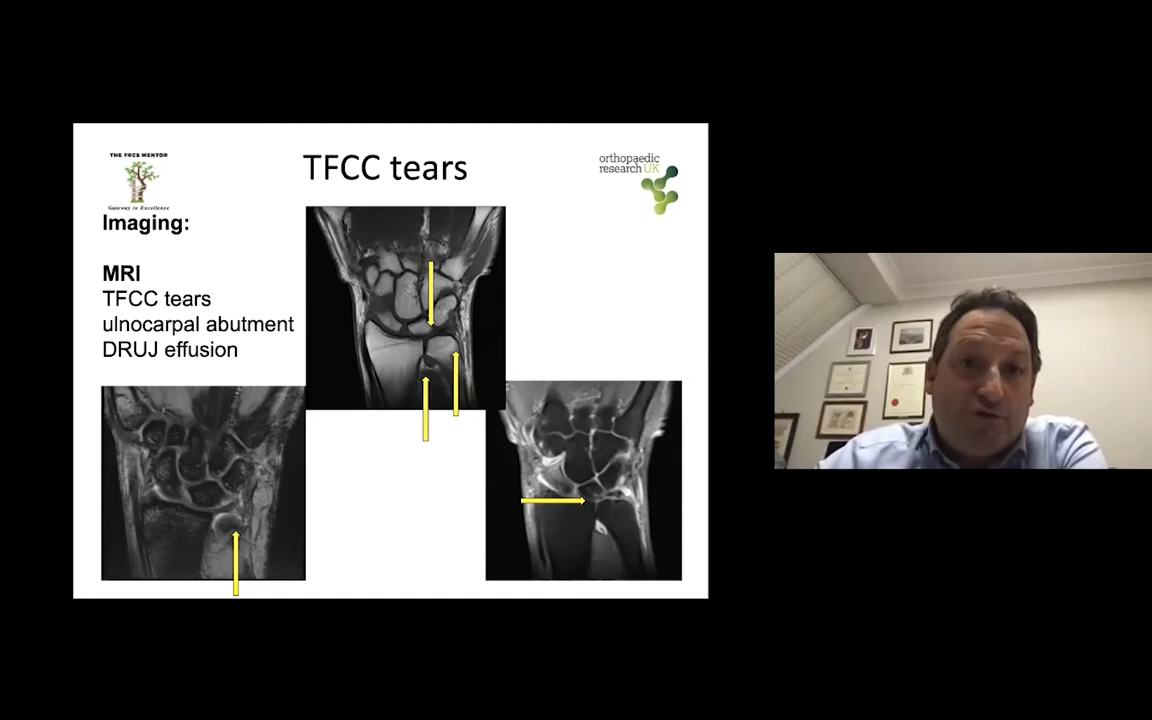 THE FRCS MENTOR
Gateway to Excellence
TFCC tears
orthopaedic
research UK
Imaging:
MRI
TFCC tears
ulnocarpal abutment
DRUJ effusion